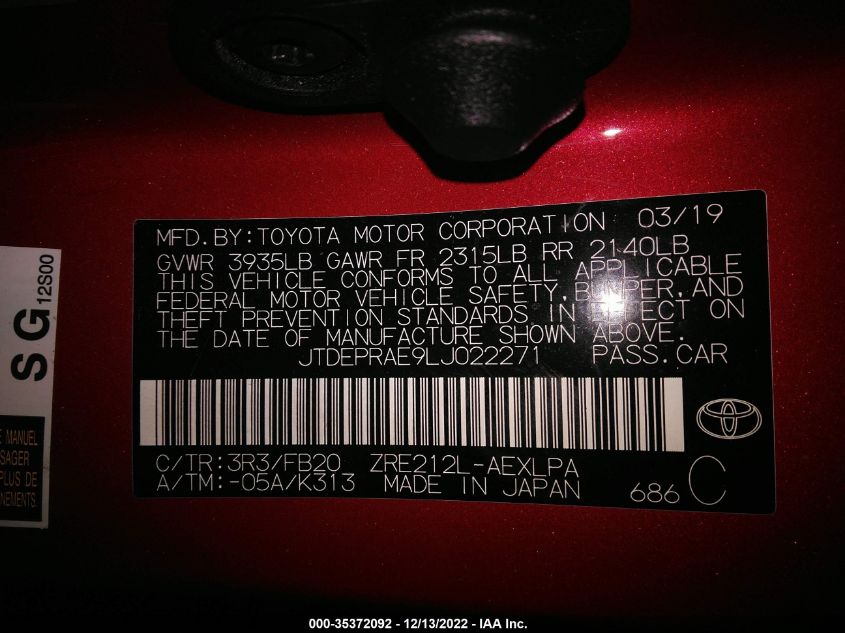 MFD. BY: TOYOTA MOTOR CORPORATION 03/19
GVWR 3935LB GAWR FR 2315LB RR 2140LB
THIS VEHICLE CONFORMS TO ALL APPLICABLE
FEDERAL MOTOR VEHICLE SAFETY, BUMPER, AND
THEFT PREVENTION STANDARDS IN EFFECT ON
THE DATE OF MANUFACTURE SHOWN ABOVE.
JTDEPRAE9LJ022271 PASS. CAR
C/TR: 3R3/FB20 ZRE212L-AEXLPA
A/TM: -05A/K313 MADE IN JAPAN 686 C
SG 12S00
MANUEL
PLUS DE
000-35372092 - 12/13/2022 - IAA Inc.